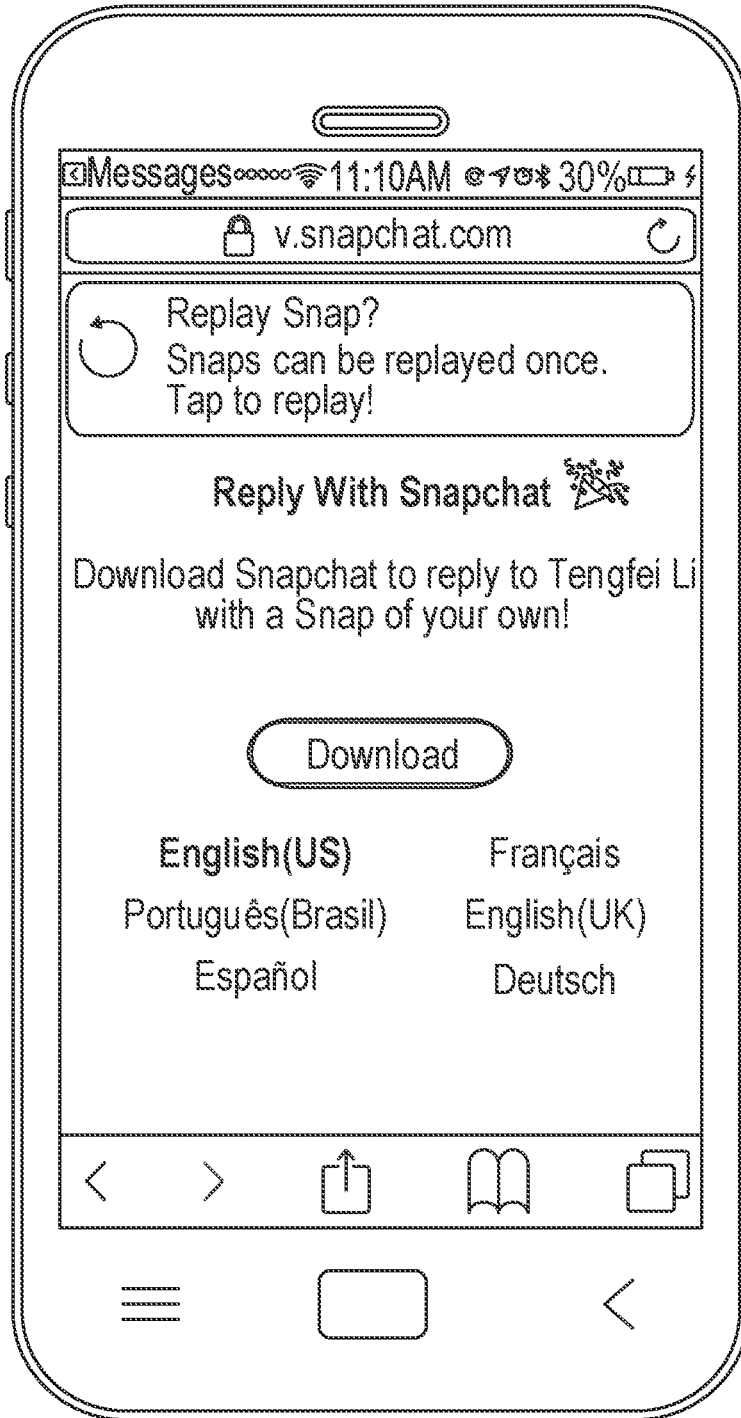 Messages 11:10AM 30%
v.snapchat.com
Replay Snap?
Snaps can be replayed once.
Tap to replay!
Reply With Snapchat
Download Snapchat to reply to Tengfei Li
with a Snap of your own!
Download
English(US) Français
Português(Brasil) English(UK)
Español Deutsch